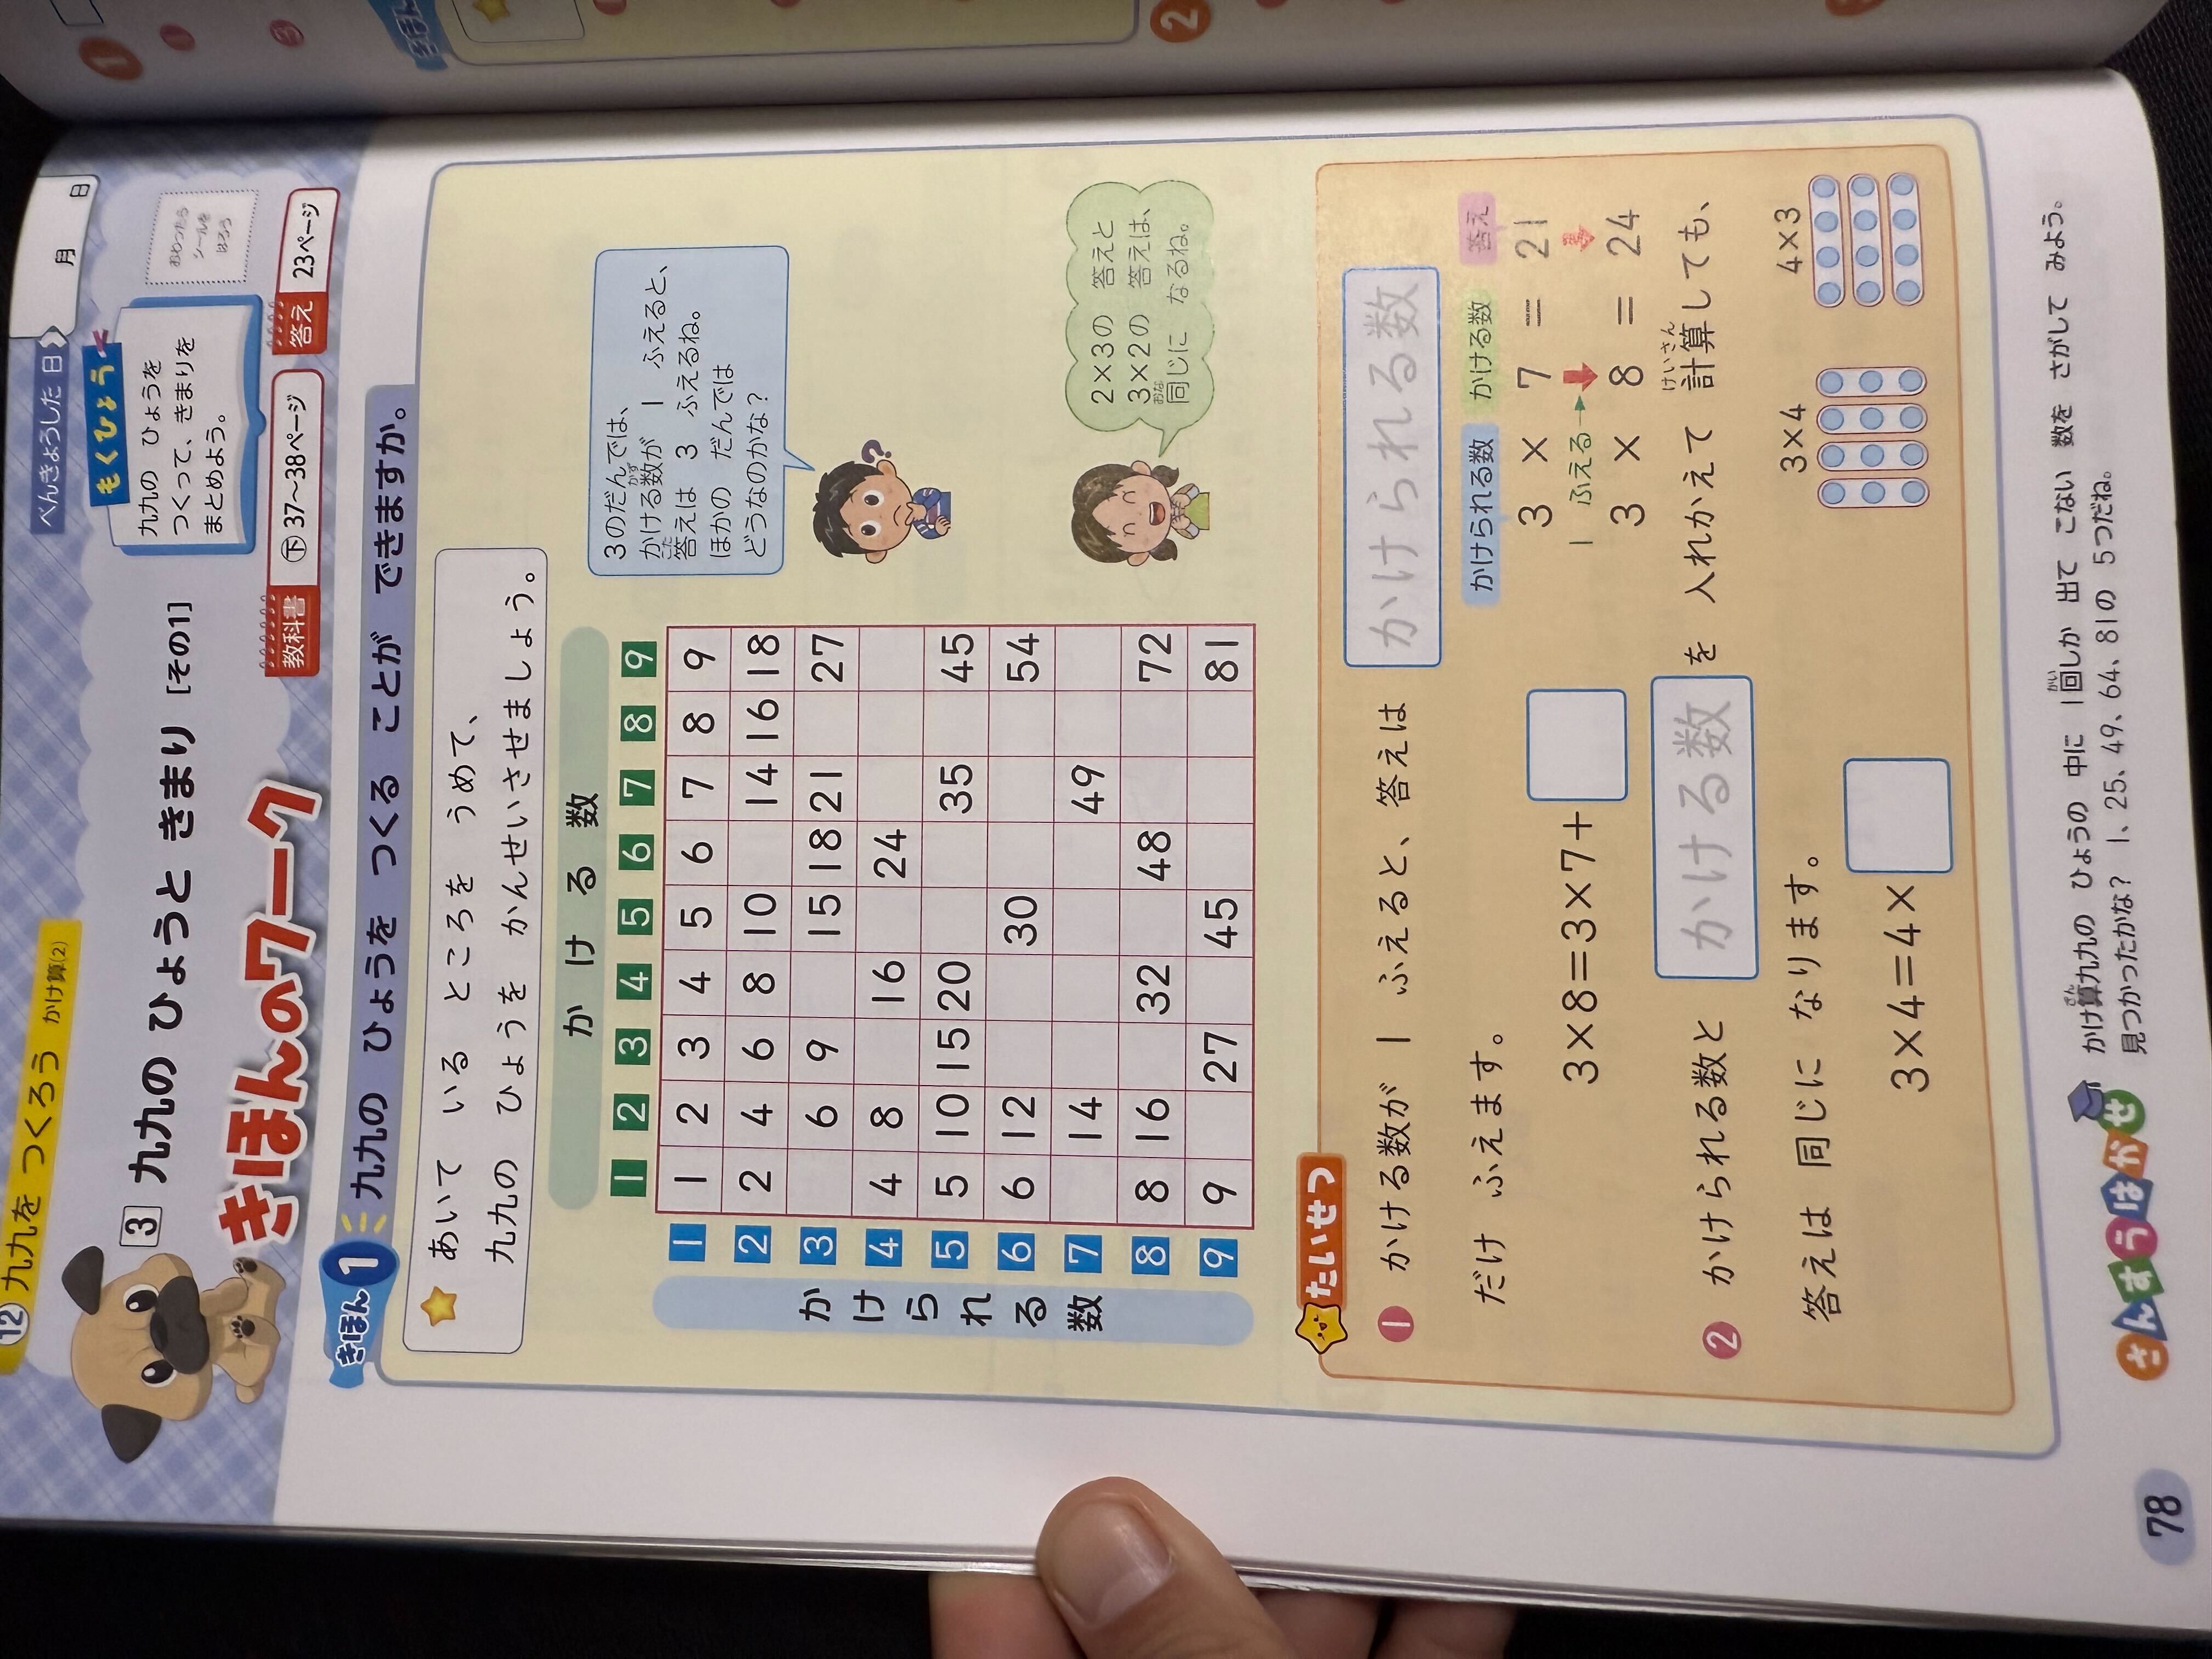 12 九九を つくろう かけ算(2)
べんきょうした 日
月 日
3 九九の ひょうと きまり [その1]
きほんのワーク
もくひょう
九九の ひょうを
つくって、きまりを
まとめよう。
おわったら
シールを
はろう
教科書 下 37〜38ページ
答え 23ページ
きほん 1 九九の ひょうを つくる ことが できますか。
あいて いる ところを うめて、
九九の ひょうを かんせいさせましょう。
かける数
1 2 3 4 5 6 7 8 9
かけられる数
1 1 2 3 4 5 6 7 8 9
2 2 4 6 8 10 14 16 18
3 6 9 15 18 21 27
4 4 8 16 24
5 5 10 15 20 35 45
6 6 12 30 54
7 14 49
8 8 16 32 48 72
9 9 27 45 81
3のだんでは、
かける数が 1 ふえると、
答えは 3 ふえるね。
ほかの だんでは
どうなのかな?
2×3の 答えと
3×2の 答えは、
同じに なるね。
たいせつ
1 かける数が 1 ふえると、答えは かけられる数
だけ ふえます。
3×8=3×7+
かけられる数 かける数 答え
3 × 7 = 21
1 ふえる
3 × 8 = 24
2 かけられる数と かける数 を 入れかえて 計算しても、
答えは 同じに なります。
3×4=4×
3×4 4×3
さんすうはかせ
かけ算九九の ひょうの 中に 1回しか 出て こない 数を さがして みよう。
見つかったかな? 1、25、49、64、81の 5つだね。
78
1
2